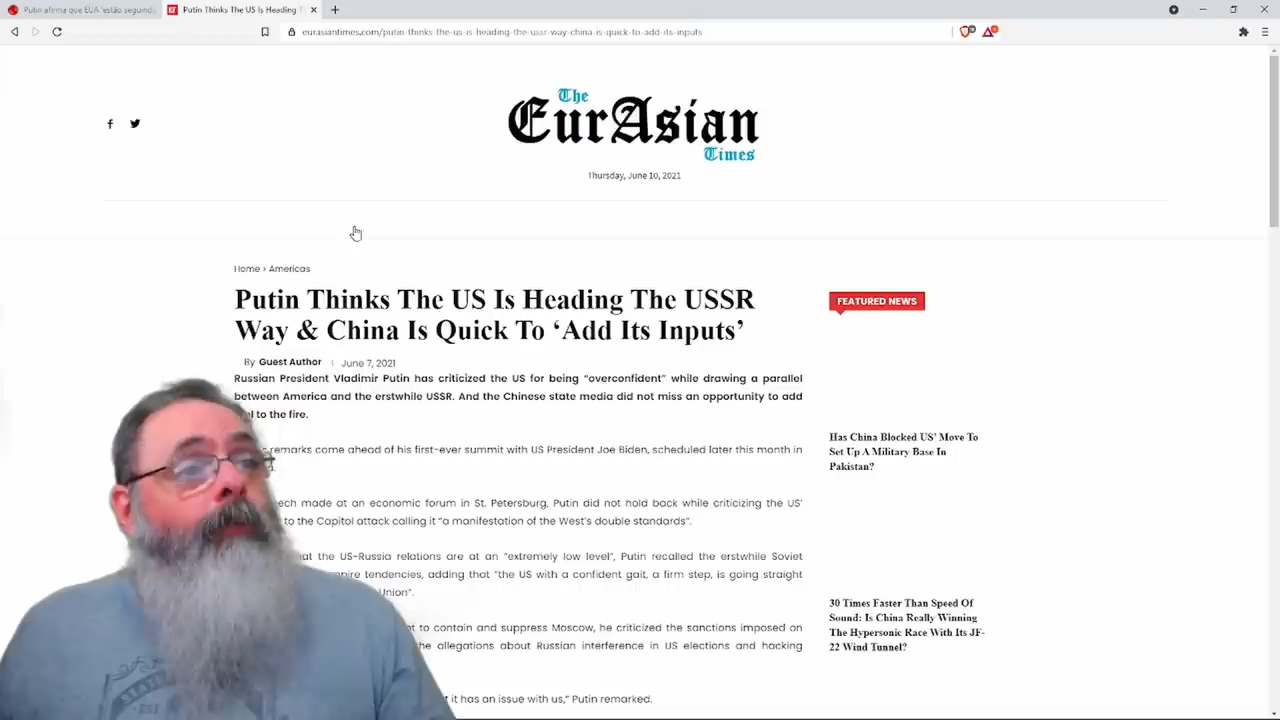 Putin afirma que EUA 'estão seguindo
Putin Thinks The US Is Heading T
eurasiantimes.com/putin-thinks-the-us-is-heading-the-ussr-way-china-is-quick-to-add-its-inputs
The
EurAsian
Times
Thursday, June 10, 2021
Home › Americas
Putin Thinks The US Is Heading The USSR
Way & China Is Quick To ‘Add Its Inputs’
By Guest Author
June 7, 2021
Russian President Vladimir Putin has criticized the US for being “overconfident” while drawing a parallel
between America and the erstwhile USSR. And the Chinese state media did not miss an opportunity to add
to the fire.
remarks come ahead of his first-ever summit with US President Joe Biden, scheduled later this month in
made at an economic forum in St. Petersburg, Putin did not hold back while criticizing the US’
to the Capitol attack calling it “a manifestation of the West’s double standards”.
the US-Russia relations are at an “extremely low level”, Putin recalled the erstwhile Soviet
tendencies, adding that “the US with a confident gait, a firm step, is going straight
Union”.
to contain and suppress Moscow, he criticized the sanctions imposed on
the allegations about Russian interference in US elections and hacking
it has an issue with us,” Putin remarked.
FEATURED NEWS
Has China Blocked US’ Move To
Set Up A Military Base In
Pakistan?
30 Times Faster Than Speed Of
Sound: Is China Really Winning
The Hypersonic Race With Its JF-
22 Wind Tunnel?